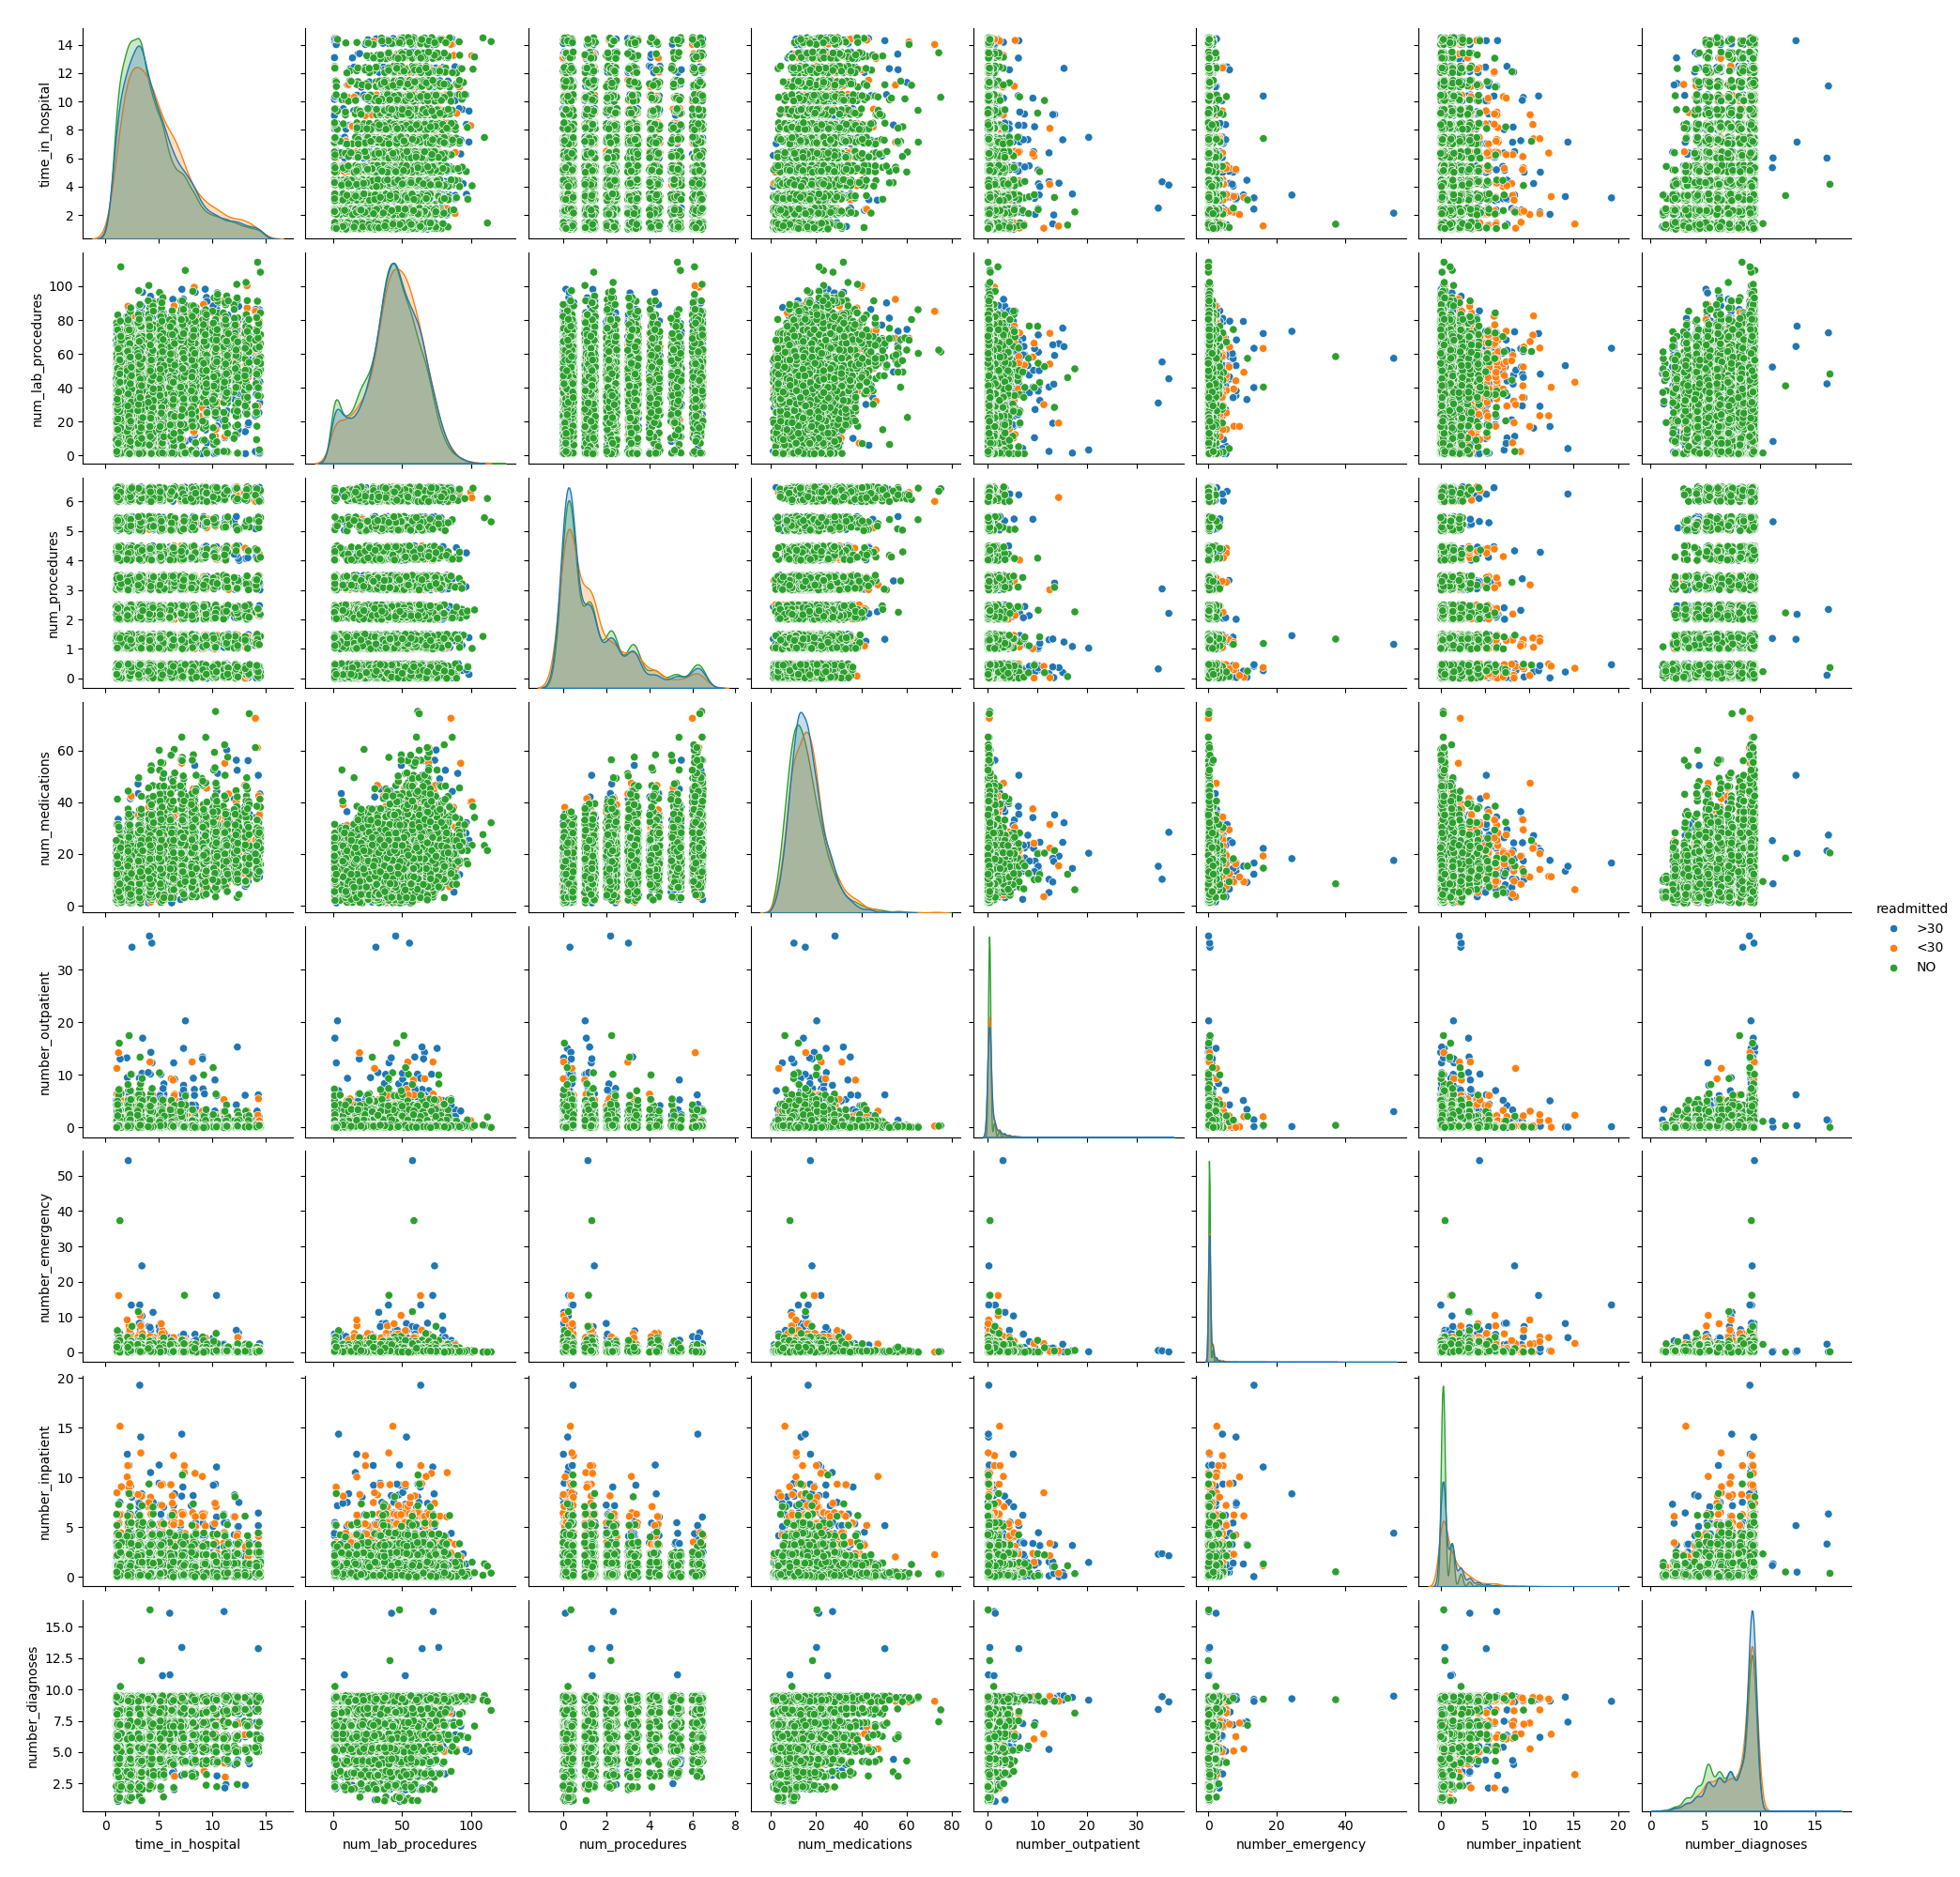 time_in_hospital
14
12
10
8
6
4
2
num_lab_procedures
100
80
60
40
20
0
num_procedures
6
5
4
3
2
1
0
num_medications
60
40
20
0
readmitted
>30
<30
NO
number_outpatient
30
20
10
0
number_emergency
50
40
30
20
10
0
number_inpatient
20
15
10
5
0
number_diagnoses
15.0
12.5
10.0
7.5
5.0
2.5
0 5 10 15
0 50 100
0 2 4 6 8
0 20 40 60 80
0 10 20 30
0 20 40
0 5 10 15 20
0 5 10 15
time_in_hospital
num_lab_procedures
num_procedures
num_medications
number_outpatient
number_emergency
number_inpatient
number_diagnoses